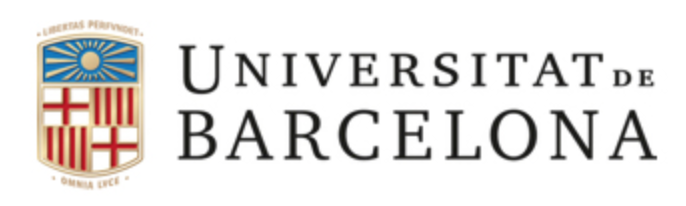 · LIBERTAS PERFVNDET ·
UNIVERSITAT DE
BARCELONA
· OMNIA LVCE ·